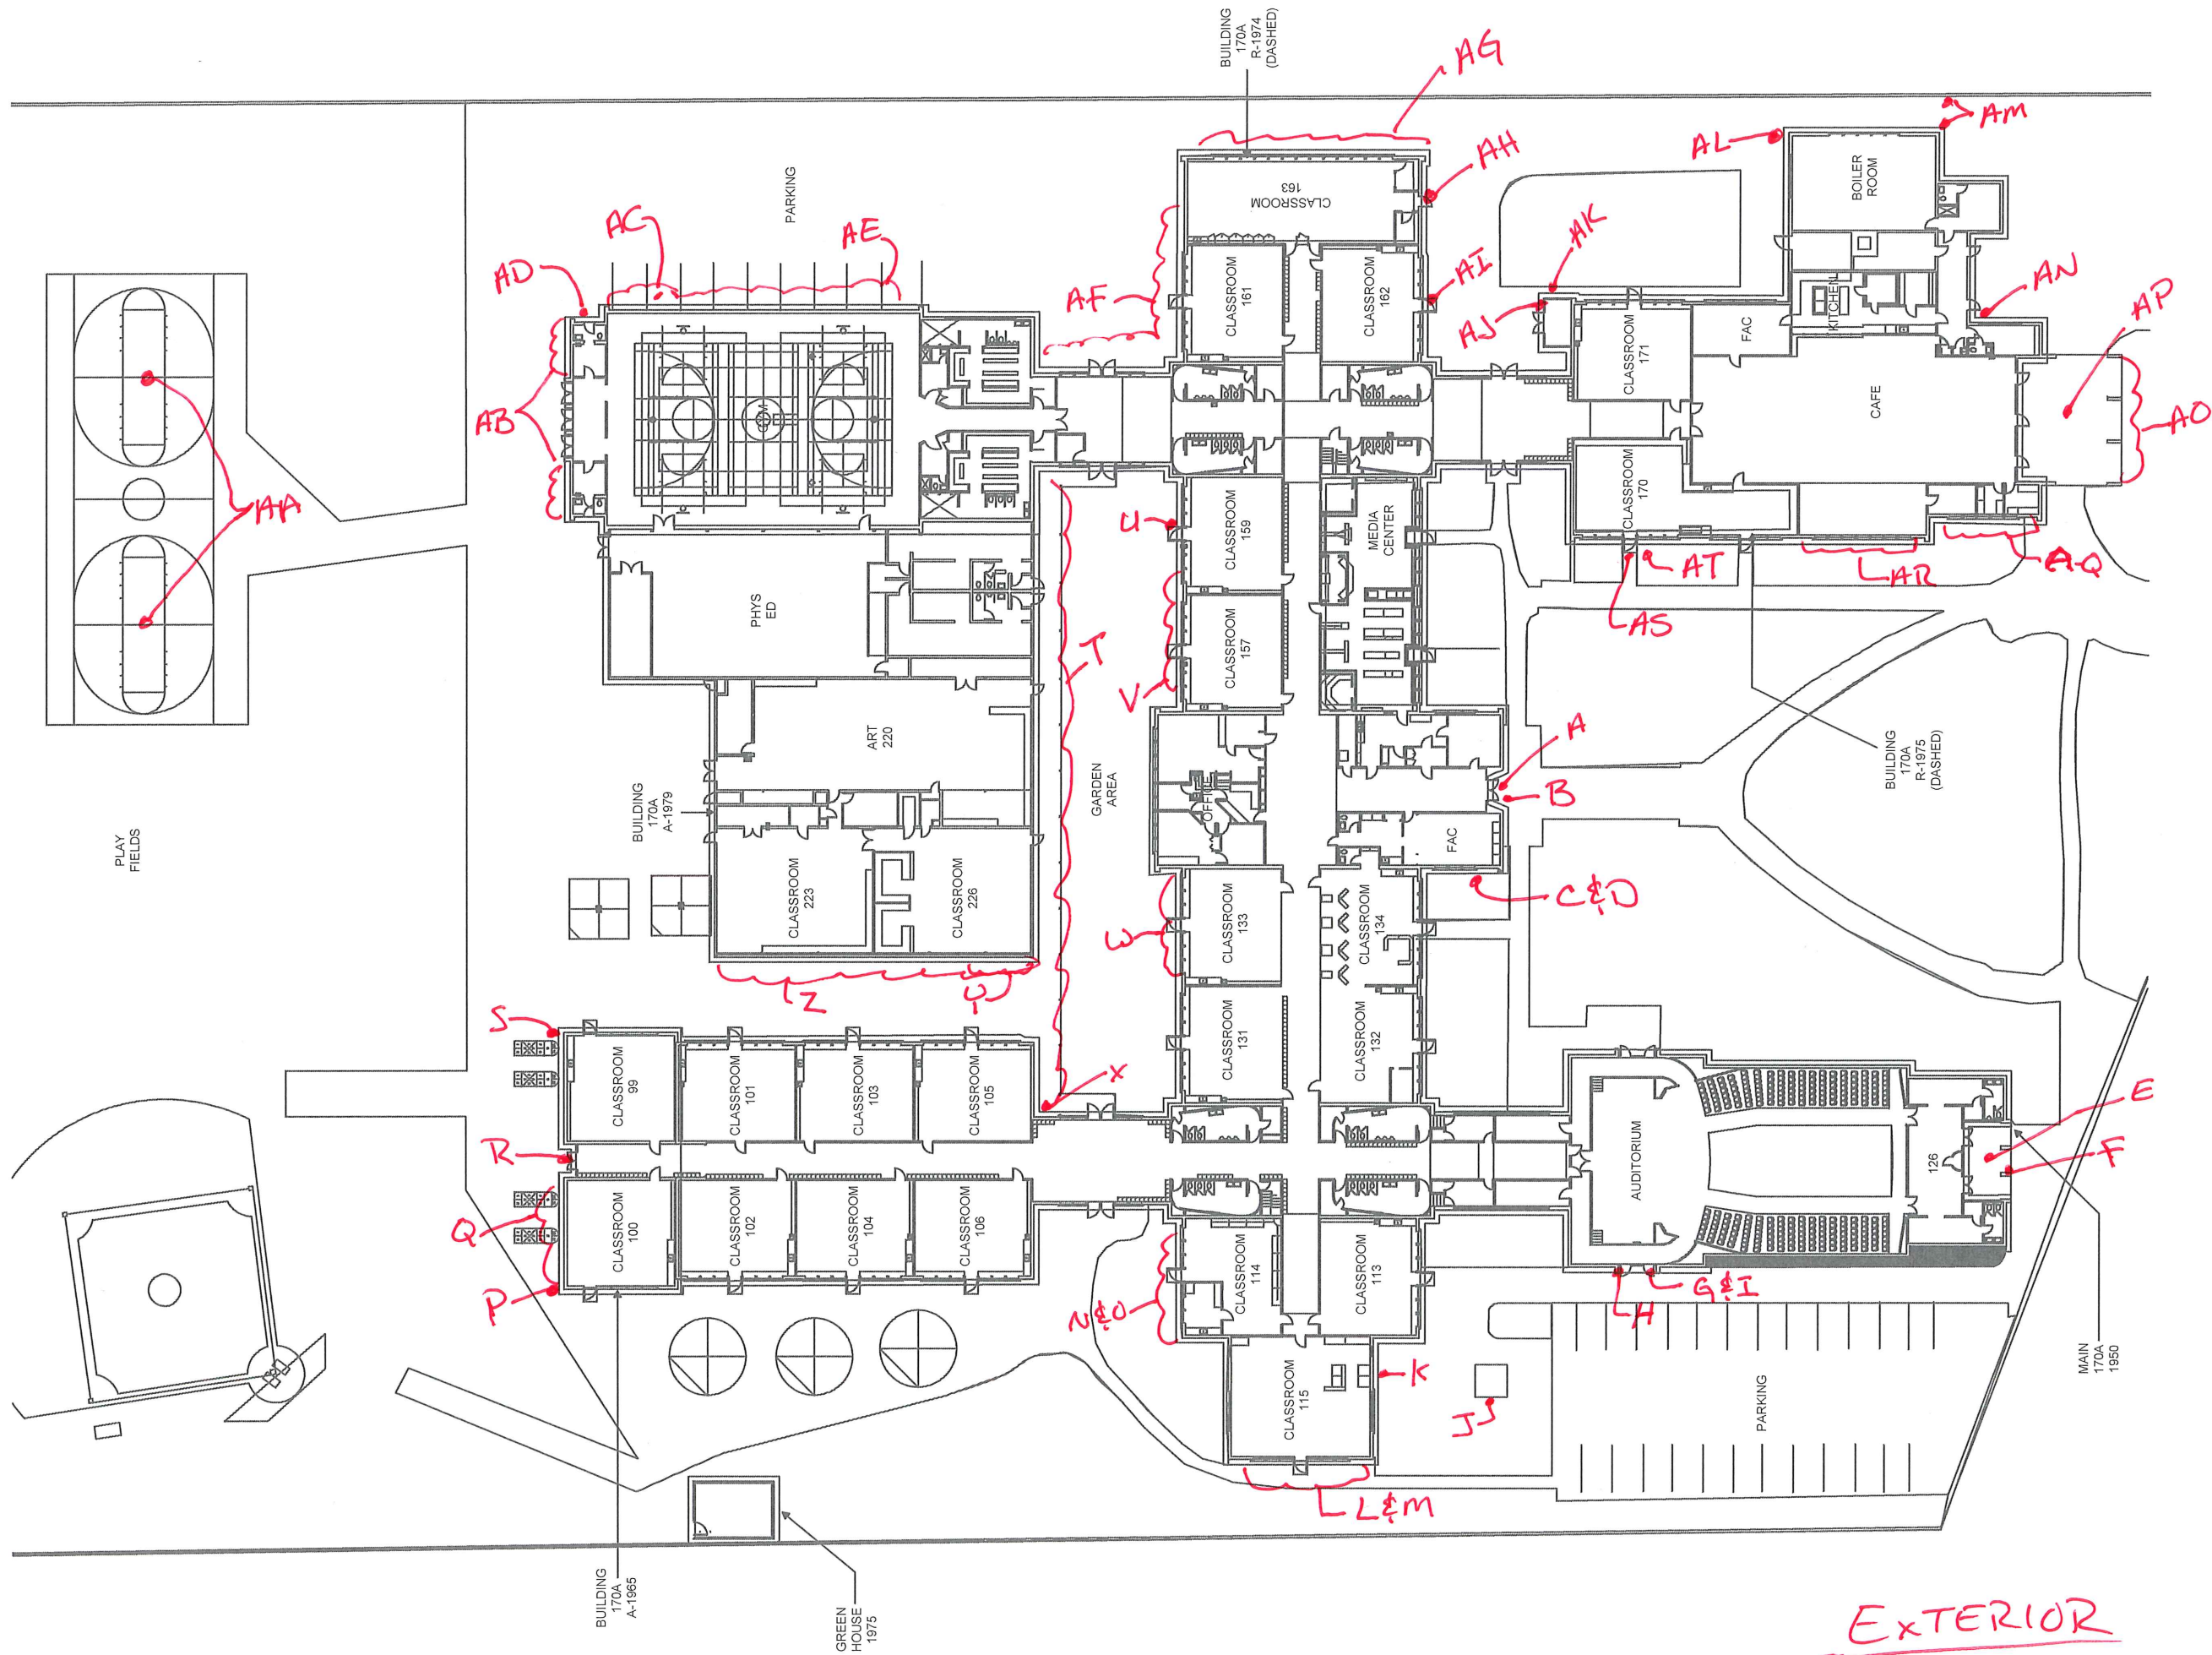 BUILDING
170A
R-1974
(DASHED)
AG
AH
AM
AL
BOILER
ROOM
PARKING
AC
AE
AD
CLASSROOM
163
AK
AF
AI
AJ
CLASSROOM
161
CLASSROOM
162
KITCHEN
AN
AP
FAC
CLASSROOM
171
AB
AA
CAFE
AO
U
CLASSROOM
159
MEDIA
CENTER
CLASSROOM
170
AT
AR
AQ
AS
PHYS
ED
T
V
CLASSROOM
157
ART
220
A
B
OFFICE
GARDEN
AREA
BUILDING
170A
R-1975
(DASHED)
BUILDING
170A
A-1979
PLAY
FIELDS
FAC
C&D
CLASSROOM
223
CLASSROOM
226
W
CLASSROOM
133
CLASSROOM
134
Z
Y
S
CLASSROOM
99
CLASSROOM
101
CLASSROOM
103
CLASSROOM
105
X
CLASSROOM
131
CLASSROOM
132
E
R
F
AUDITORIUM
126
Q
CLASSROOM
100
CLASSROOM
102
CLASSROOM
104
CLASSROOM
106
P
N&O
CLASSROOM
114
CLASSROOM
113
G&I
H
K
J
CLASSROOM
115
PARKING
MAIN
170A
1950
L&M
BUILDING
170A
A-1965
GREEN
HOUSE
1975
EXTERIOR